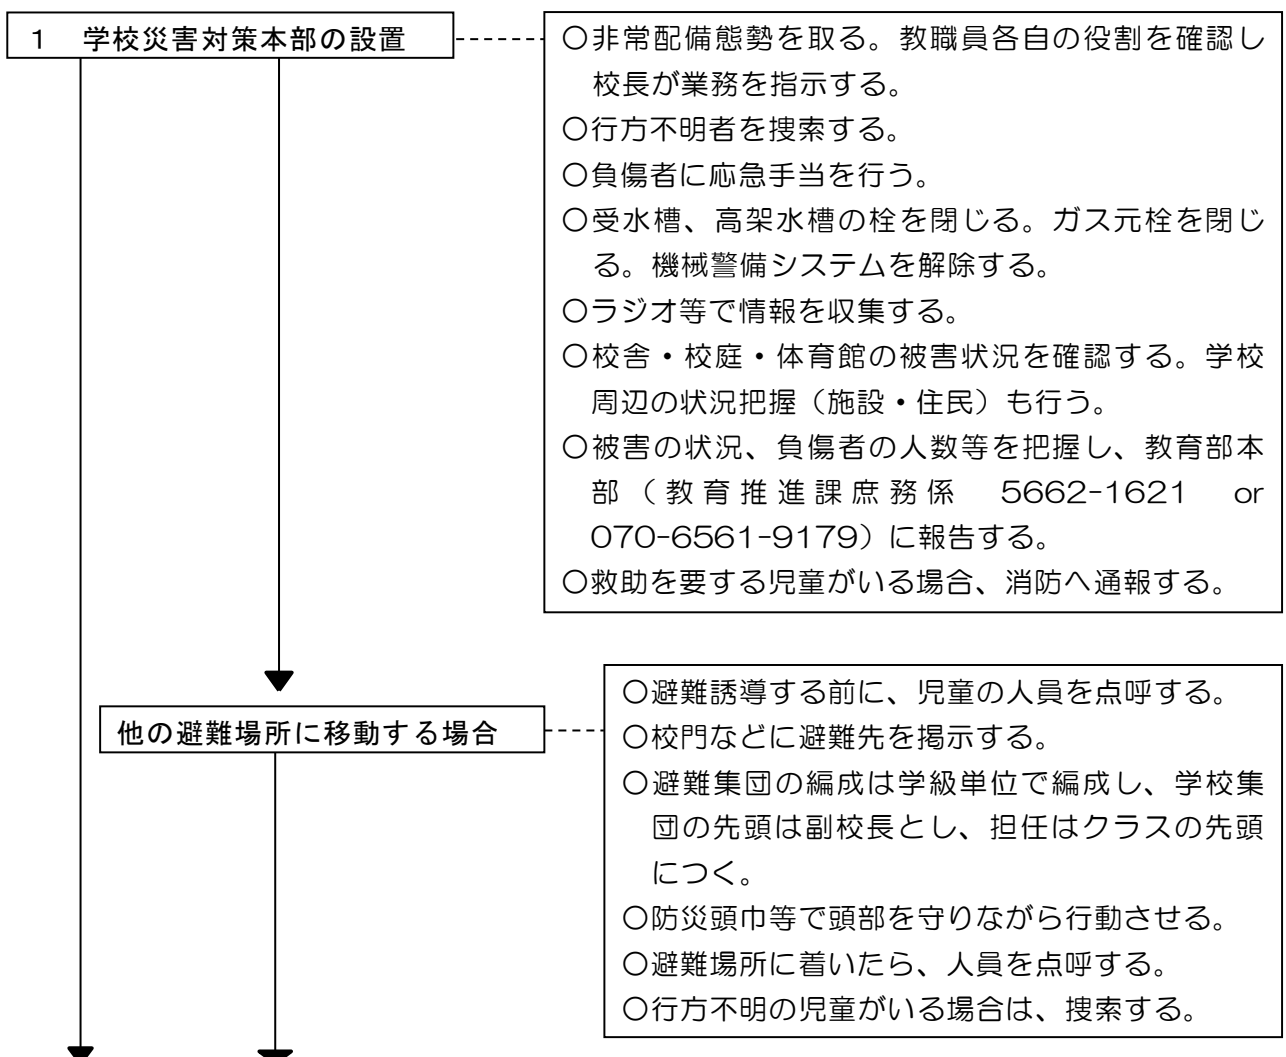 1　学校災害対策本部の設置
○非常配備態勢を取る。教職員各自の役割を確認し
校長が業務を指示する。
○行方不明者を捜索する。
○負傷者に応急手当を行う。
○受水槽、高架水槽の栓を閉じる。ガス元栓を閉じ
る。機械警備システムを解除する。
○ラジオ等で情報を収集する。
○校舎・校庭・体育館の被害状況を確認する。学校
周辺の状況把握（施設・住民）も行う。
○被害の状況、負傷者の人数等を把握し、教育部本
部（教育推進課庶務係　5662-1621　or
070-6561-9179）に報告する。
○救助を要する児童がいる場合、消防へ通報する。
他の避難場所に移動する場合
○避難誘導する前に、児童の人員を点呼する。
○校門などに避難先を掲示する。
○避難集団の編成は学級単位で編成し、学校集
団の先頭は副校長とし、担任はクラスの先頭
につく。
○防災頭巾等で頭部を守りながら行動させる。
○避難場所に着いたら、人員を点呼する。
○行方不明の児童がいる場合は、捜索する。